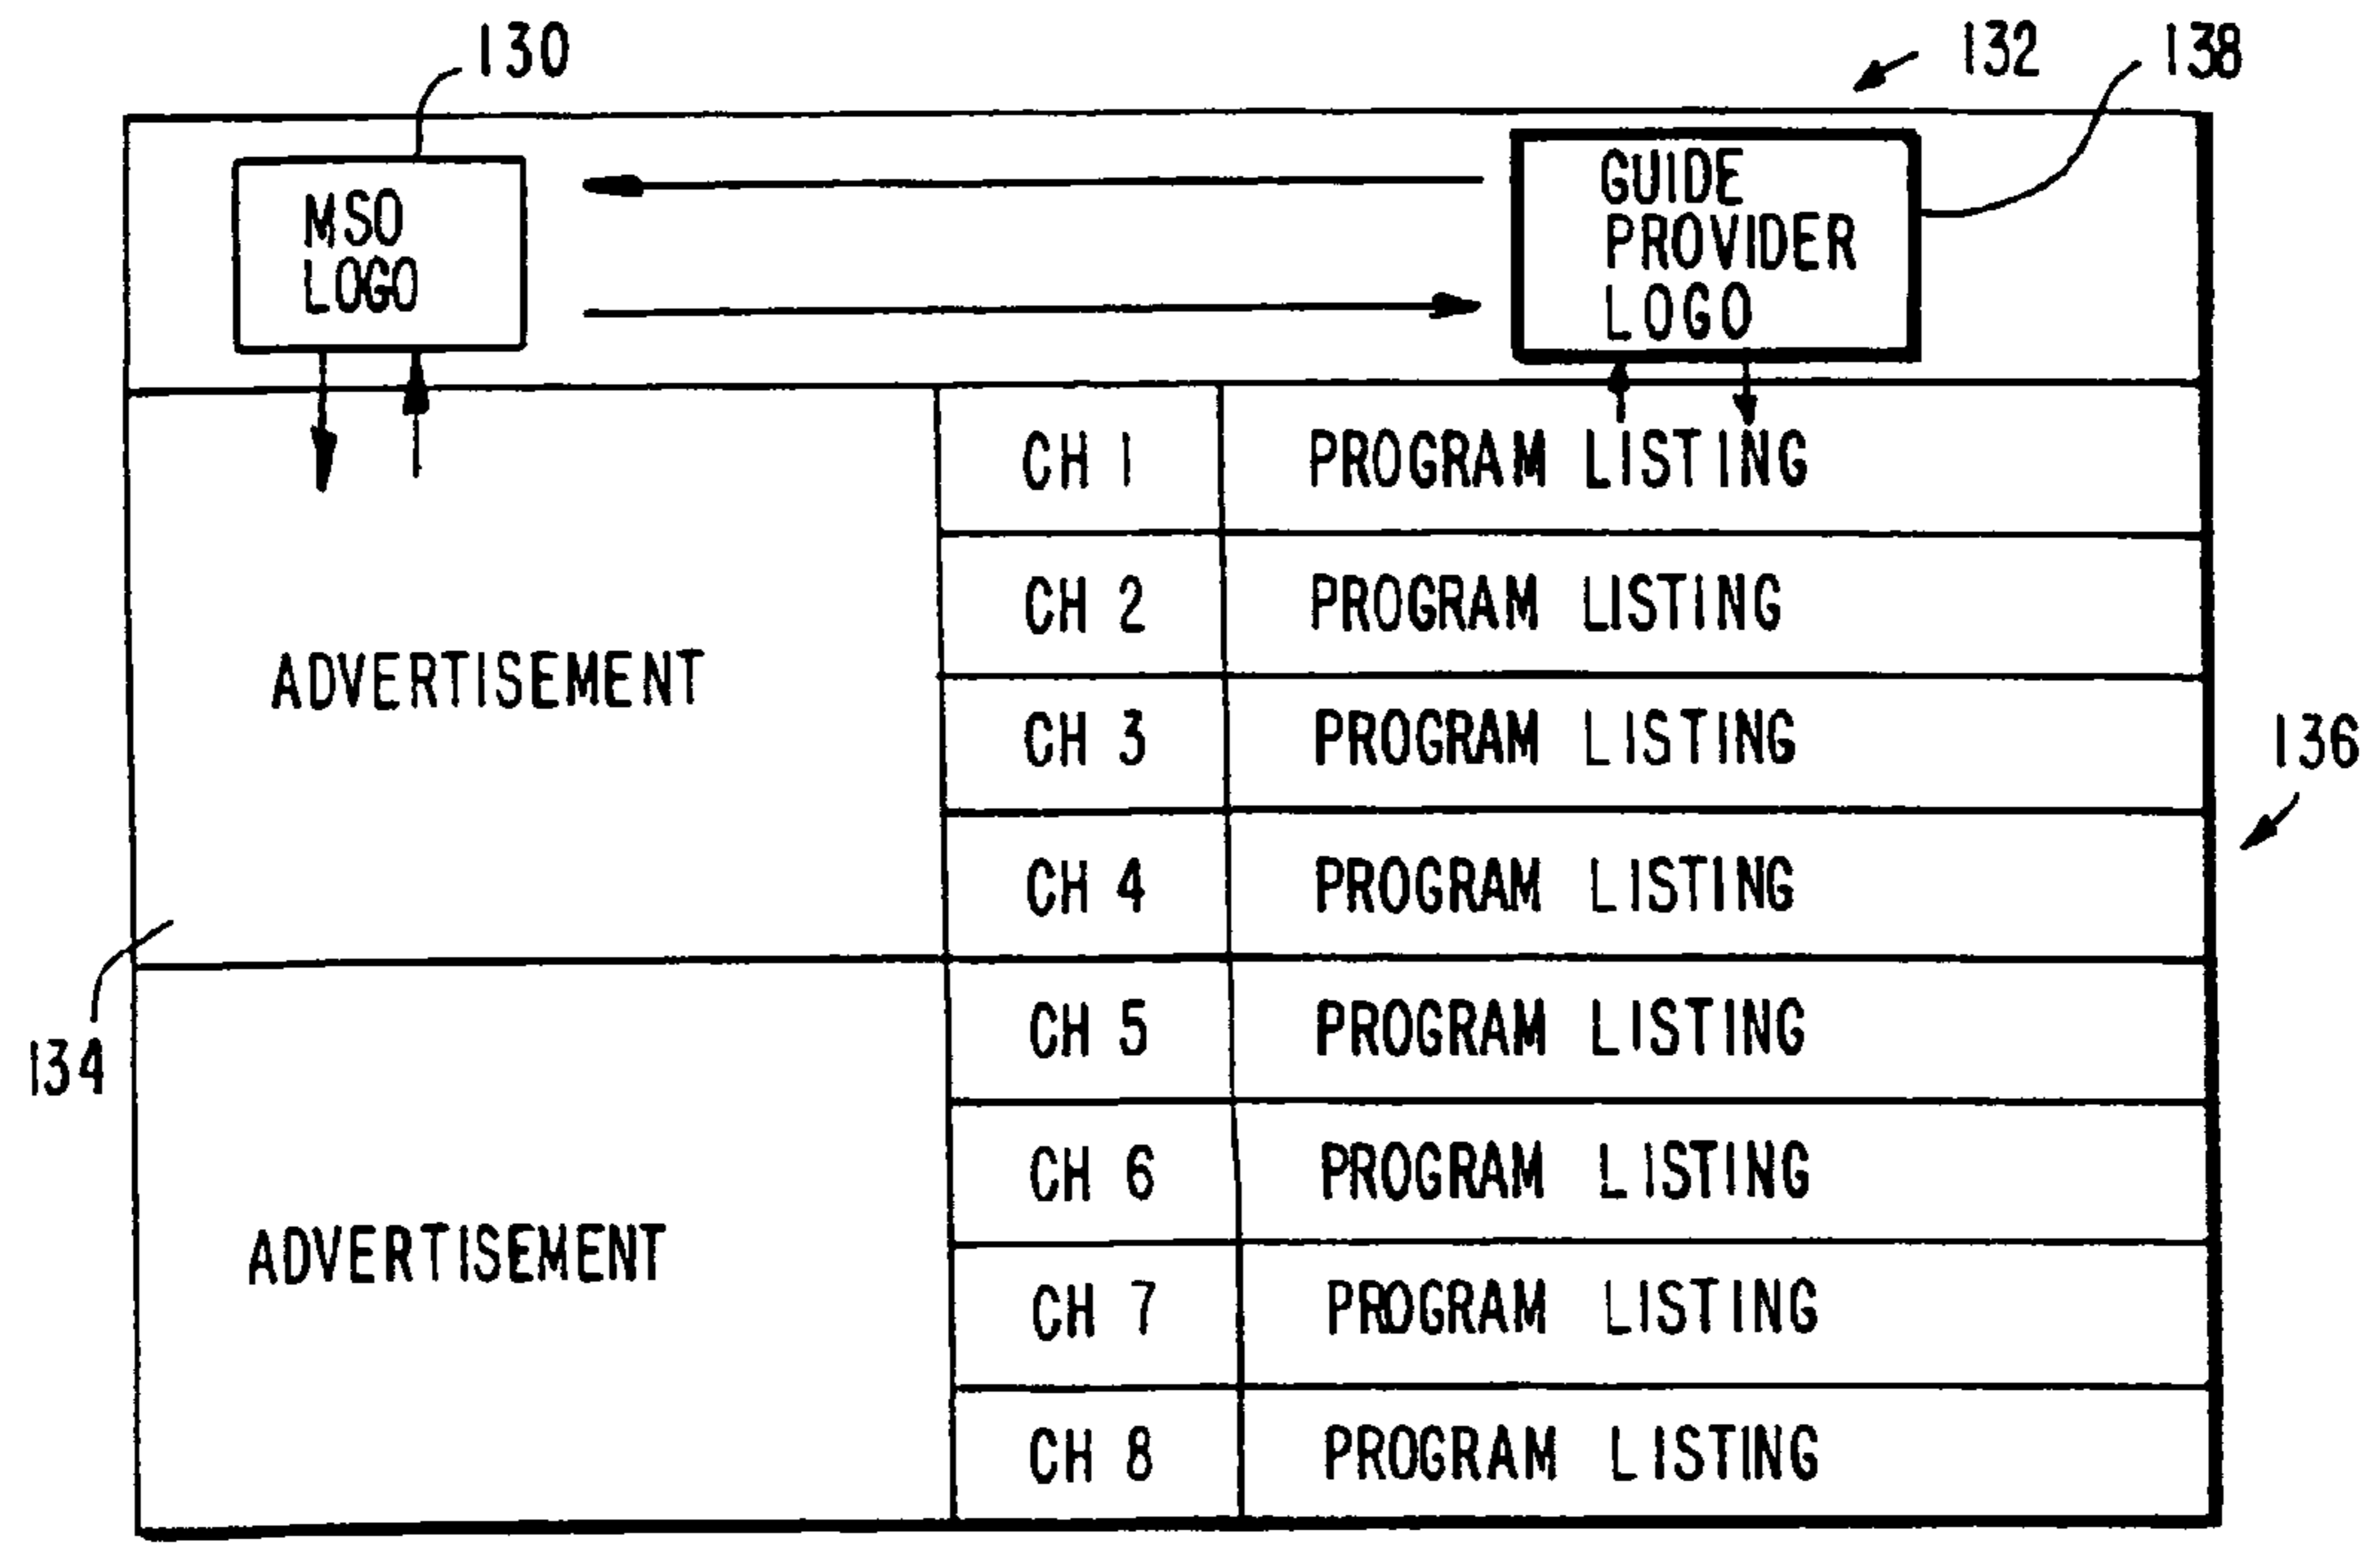 130
132
138
MSO
LOGO
GUIDE
PROVIDER
LOGO
CH 1 PROGRAM LISTING
CH 2 PROGRAM LISTING
ADVERTISEMENT
CH 3 PROGRAM LISTING
136
CH 4 PROGRAM LISTING
CH 5 PROGRAM LISTING
134
CH 6 PROGRAM LISTING
ADVERTISEMENT
CH 7 PROGRAM LISTING
CH 8 PROGRAM LISTING